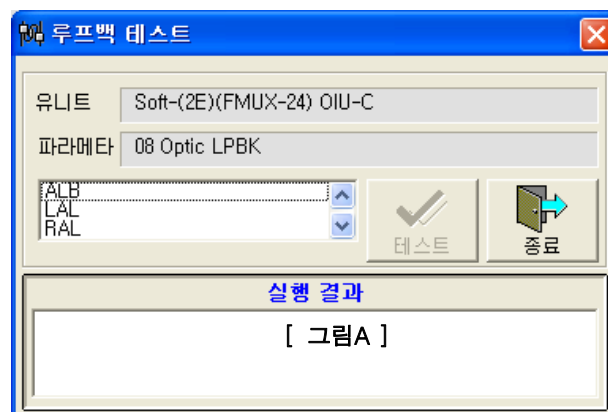 루프백 테스트
유니트 Soft-(2E)(FMUX-24) OIU-C
파라메타 08 Optic LPBK
ALB
LAL
RAL
테스트
종료
실행 결과
[ 그림A ]